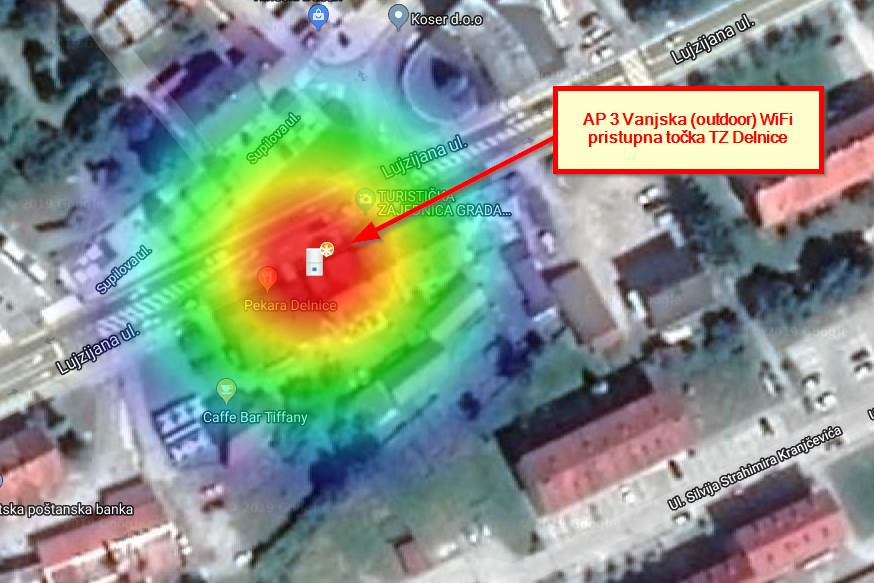 Koser d.o.o
Lujzijana ul.
AP 3 Vanjska (outdoor) WiFi
pristupna točka TZ Delnice
Supilova ul.
Lujzijana ul.
TURISTIČKA
ZAJEDNICA GRADA...
Supilova ul.
Pekara Delnice
Lujzijana ul.
Caffe Bar Tiffany
ul. Silvija Strahimira Kranjčevića
tska poštanska banka